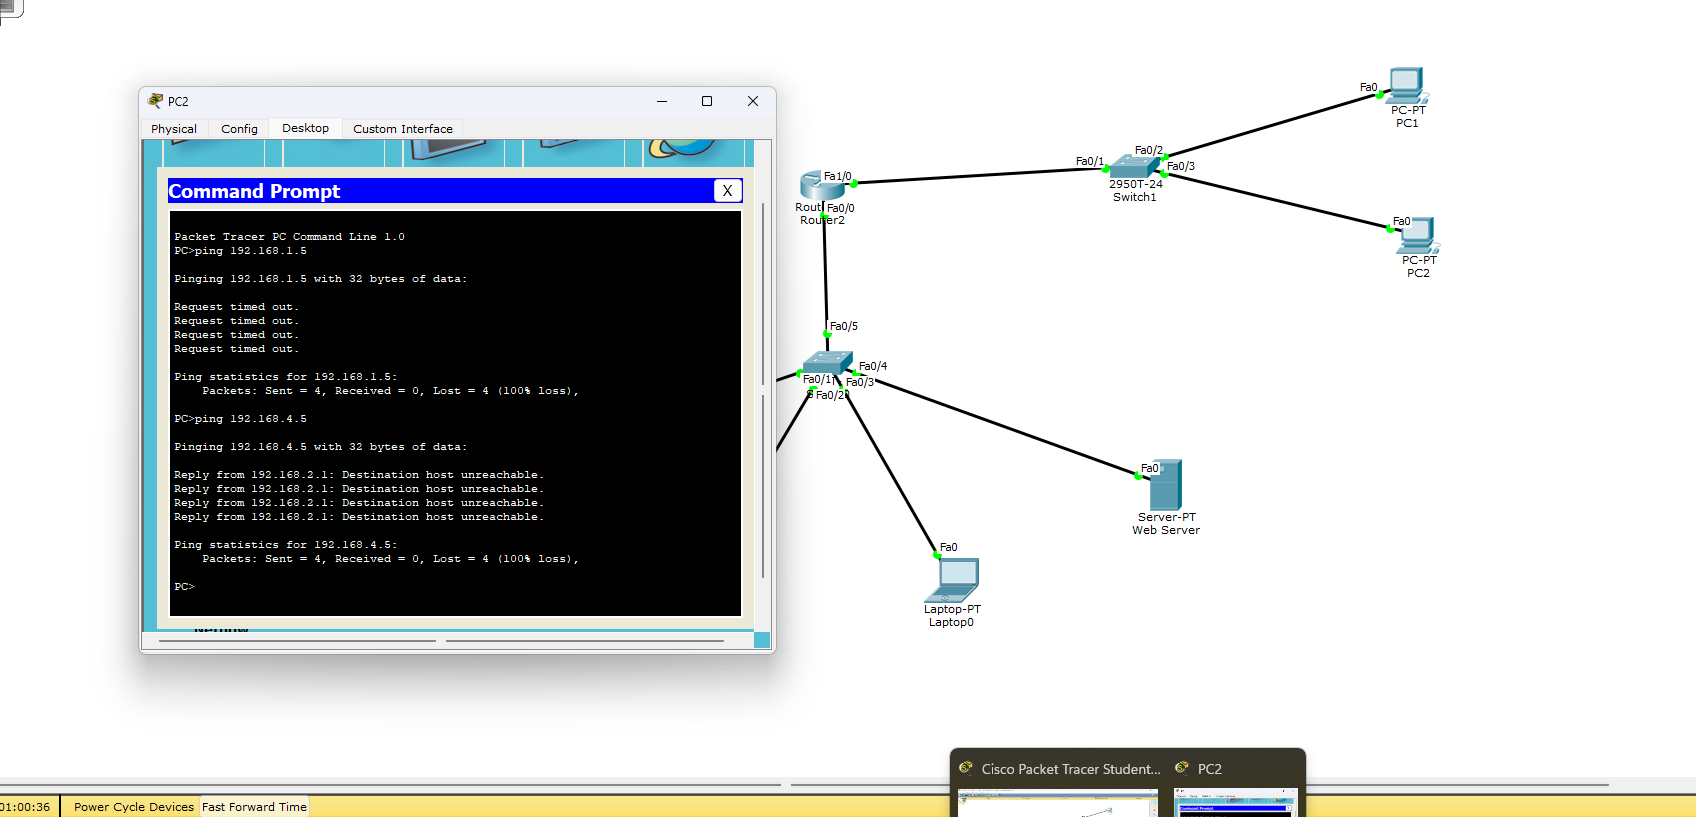 PC2
Physical Config Desktop Custom Interface
Command Prompt X
Packet Tracer PC Command Line 1.0
PC>ping 192.168.1.5
Pinging 192.168.1.5 with 32 bytes of data:
Request timed out.
Request timed out.
Request timed out.
Request timed out.
Ping statistics for 192.168.1.5:
Packets: Sent = 4, Received = 0, Lost = 4 (100% loss),
PC>ping 192.168.4.5
Pinging 192.168.4.5 with 32 bytes of data:
Reply from 192.168.2.1: Destination host unreachable.
Reply from 192.168.2.1: Destination host unreachable.
Reply from 192.168.2.1: Destination host unreachable.
Reply from 192.168.2.1: Destination host unreachable.
Ping statistics for 192.168.4.5:
Packets: Sent = 4, Received = 0, Lost = 4 (100% loss),
PC>
Fa0
PC-PT
PC1
Fa1/0
Rout
Fa0/0
Router2
Fa0/1
Fa0/2
Fa0/3
2950T-24
Switch1
Fa0
PC-PT
PC2
Fa0/5
Fa0/4
Fa0/1
Fa0/3
Fa0/2
Fa0
Server-PT
Web Server
Fa0
Laptop-PT
Laptop0
Cisco Packet Tracer Student...
PC2
Command Prompt
01:00:36
Power Cycle Devices
Fast Forward Time